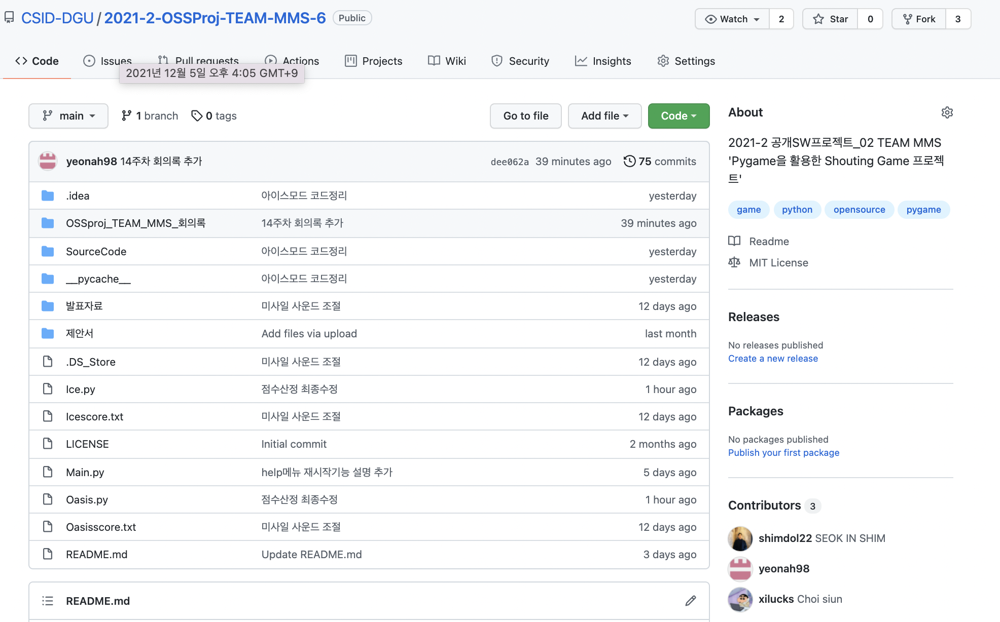 CSID-DGU / 2021-2-OSSProj-TEAM-MMS-6 Public
Watch 2 Star 0 Fork 3
Code Issues Pull requests Actions Projects Wiki Security Insights Settings
2021년 12월 5일 오후 4:05 GMT+9
main 1 branch 0 tags Go to file Add file Code
yeonah98 14주차 회의록 추가 dee062a 39 minutes ago 75 commits
.idea 아이스모드 코드정리 yesterday
OSSproj_TEAM_MMS_회의록 14주차 회의록 추가 39 minutes ago
SourceCode 아이스모드 코드정리 yesterday
__pycache__ 아이스모드 코드정리 yesterday
발표자료 미사일 사운드 조절 12 days ago
제안서 Add files via upload last month
.DS_Store 미사일 사운드 조절 12 days ago
Ice.py 점수산정 최종수정 1 hour ago
Icescore.txt 미사일 사운드 조절 12 days ago
LICENSE Initial commit 2 months ago
Main.py help메뉴 재시작기능 설명 추가 5 days ago
Oasis.py 점수산정 최종수정 1 hour ago
Oasisscore.txt 미사일 사운드 조절 12 days ago
README.md Update README.md 3 days ago
README.md
About
2021-2 공개SW프로젝트_02 TEAM MMS
'Pygame을 활용한 Shouting Game 프로젝
트'
game python opensource pygame
Readme
MIT License
Releases
No releases published
Create a new release
Packages
No packages published
Publish your first package
Contributors 3
shimdol22 SEOK IN SHIM
yeonah98
xilucks Choi siun